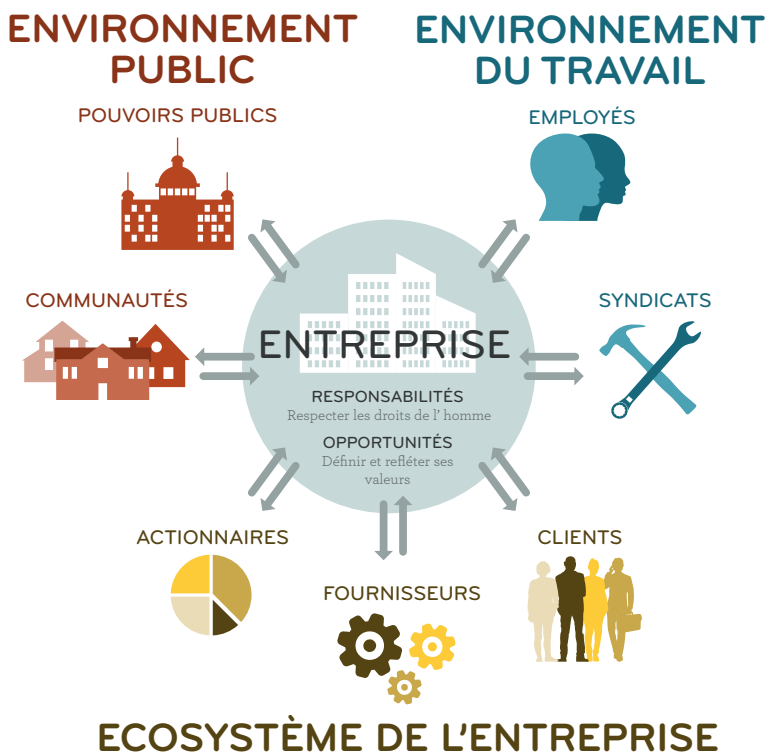 ENVIRONNEMENT
PUBLIC
ENVIRONNEMENT
DU TRAVAIL
POUVOIRS PUBLICS
EMPLOYÉS
COMMUNAUTÉS
SYNDICATS
ENTREPRISE
RESPONSABILITÉS
Respecter les droits de l' homme
OPPORTUNITÉS
Définir et refléter ses
valeurs
ACTIONNAIRES
FOURNISSEURS
CLIENTS
ECOSYSTÈME DE L'ENTREPRISE